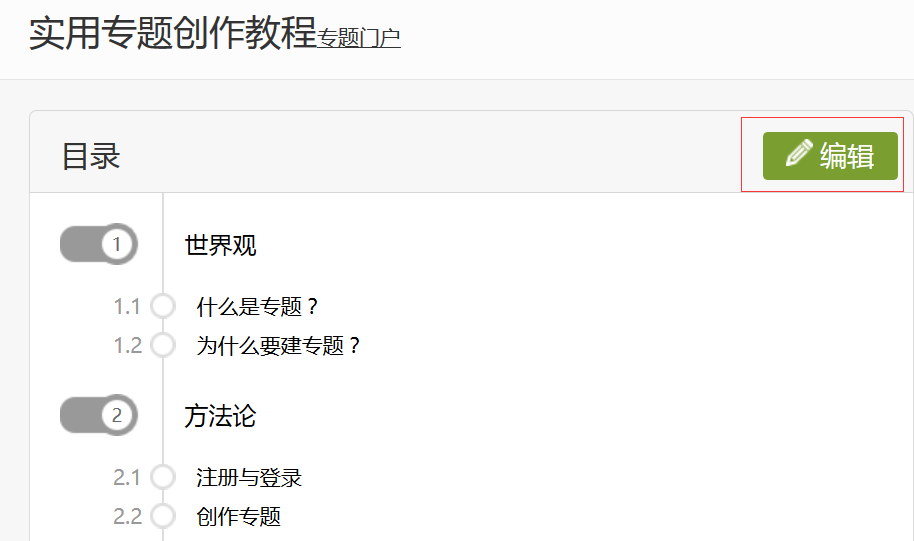 实用专题创作教程专题门户
目录
编辑
1 世界观
1.1 什么是专题？
1.2 为什么要建专题？
2 方法论
2.1 注册与登录
2.2 创作专题